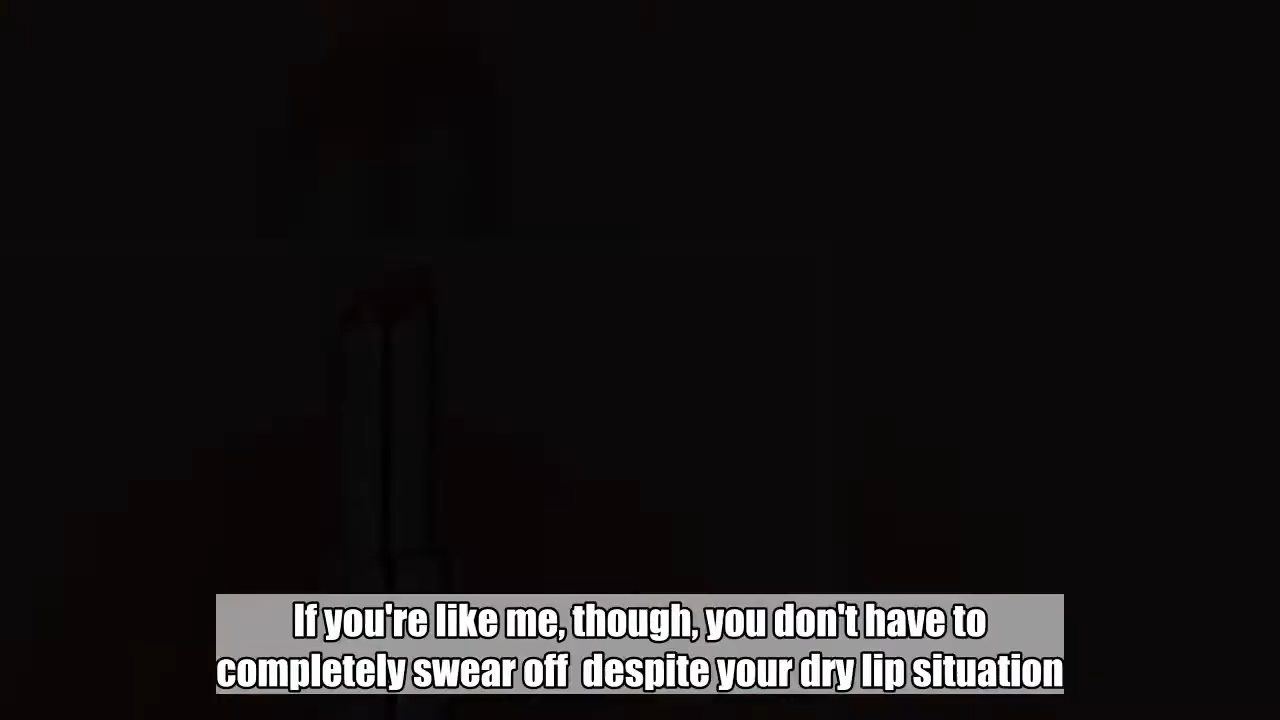 If you're like me, though, you don't have to
completely swear off  despite your dry lip situation